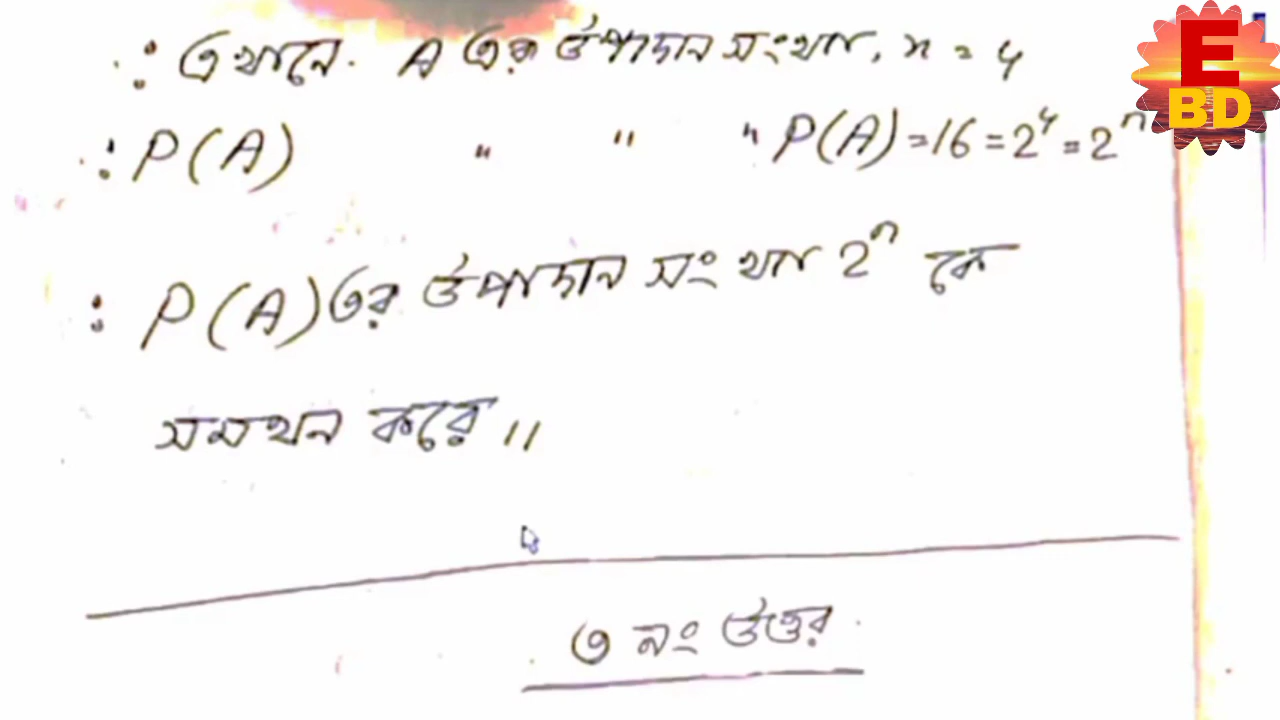 ∴ এখানে. A এর উপাদান সংখ্যা, n = 4
∴ P(A) " " " P(A) = 16 = 2⁴ = 2ⁿ
∴ P(A) এর উপাদান সংখ্যা 2ⁿ কে
সমর্থন করে ॥
৩ নং উত্তর
E
BD